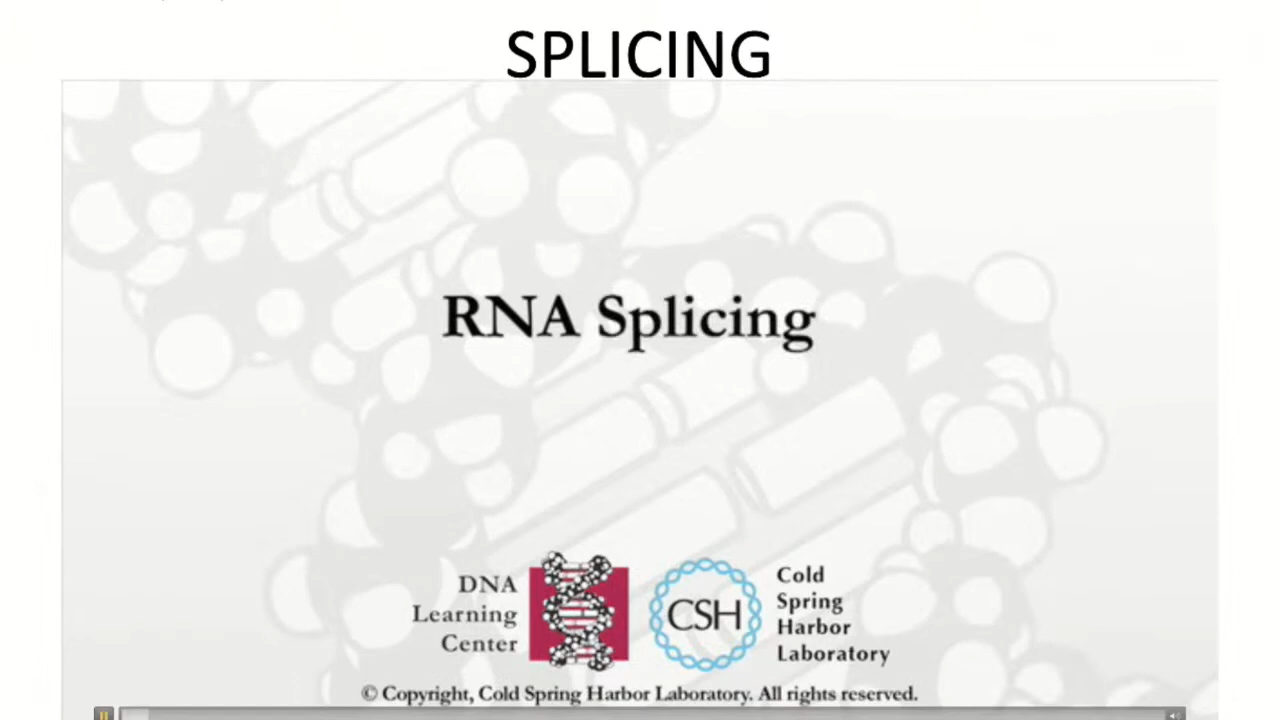 SPLICING
RNA Splicing
DNA
Learning
Center
CSH
Cold
Spring
Harbor
Laboratory
© Copyright, Cold Spring Harbor Laboratory. All rights reserved.